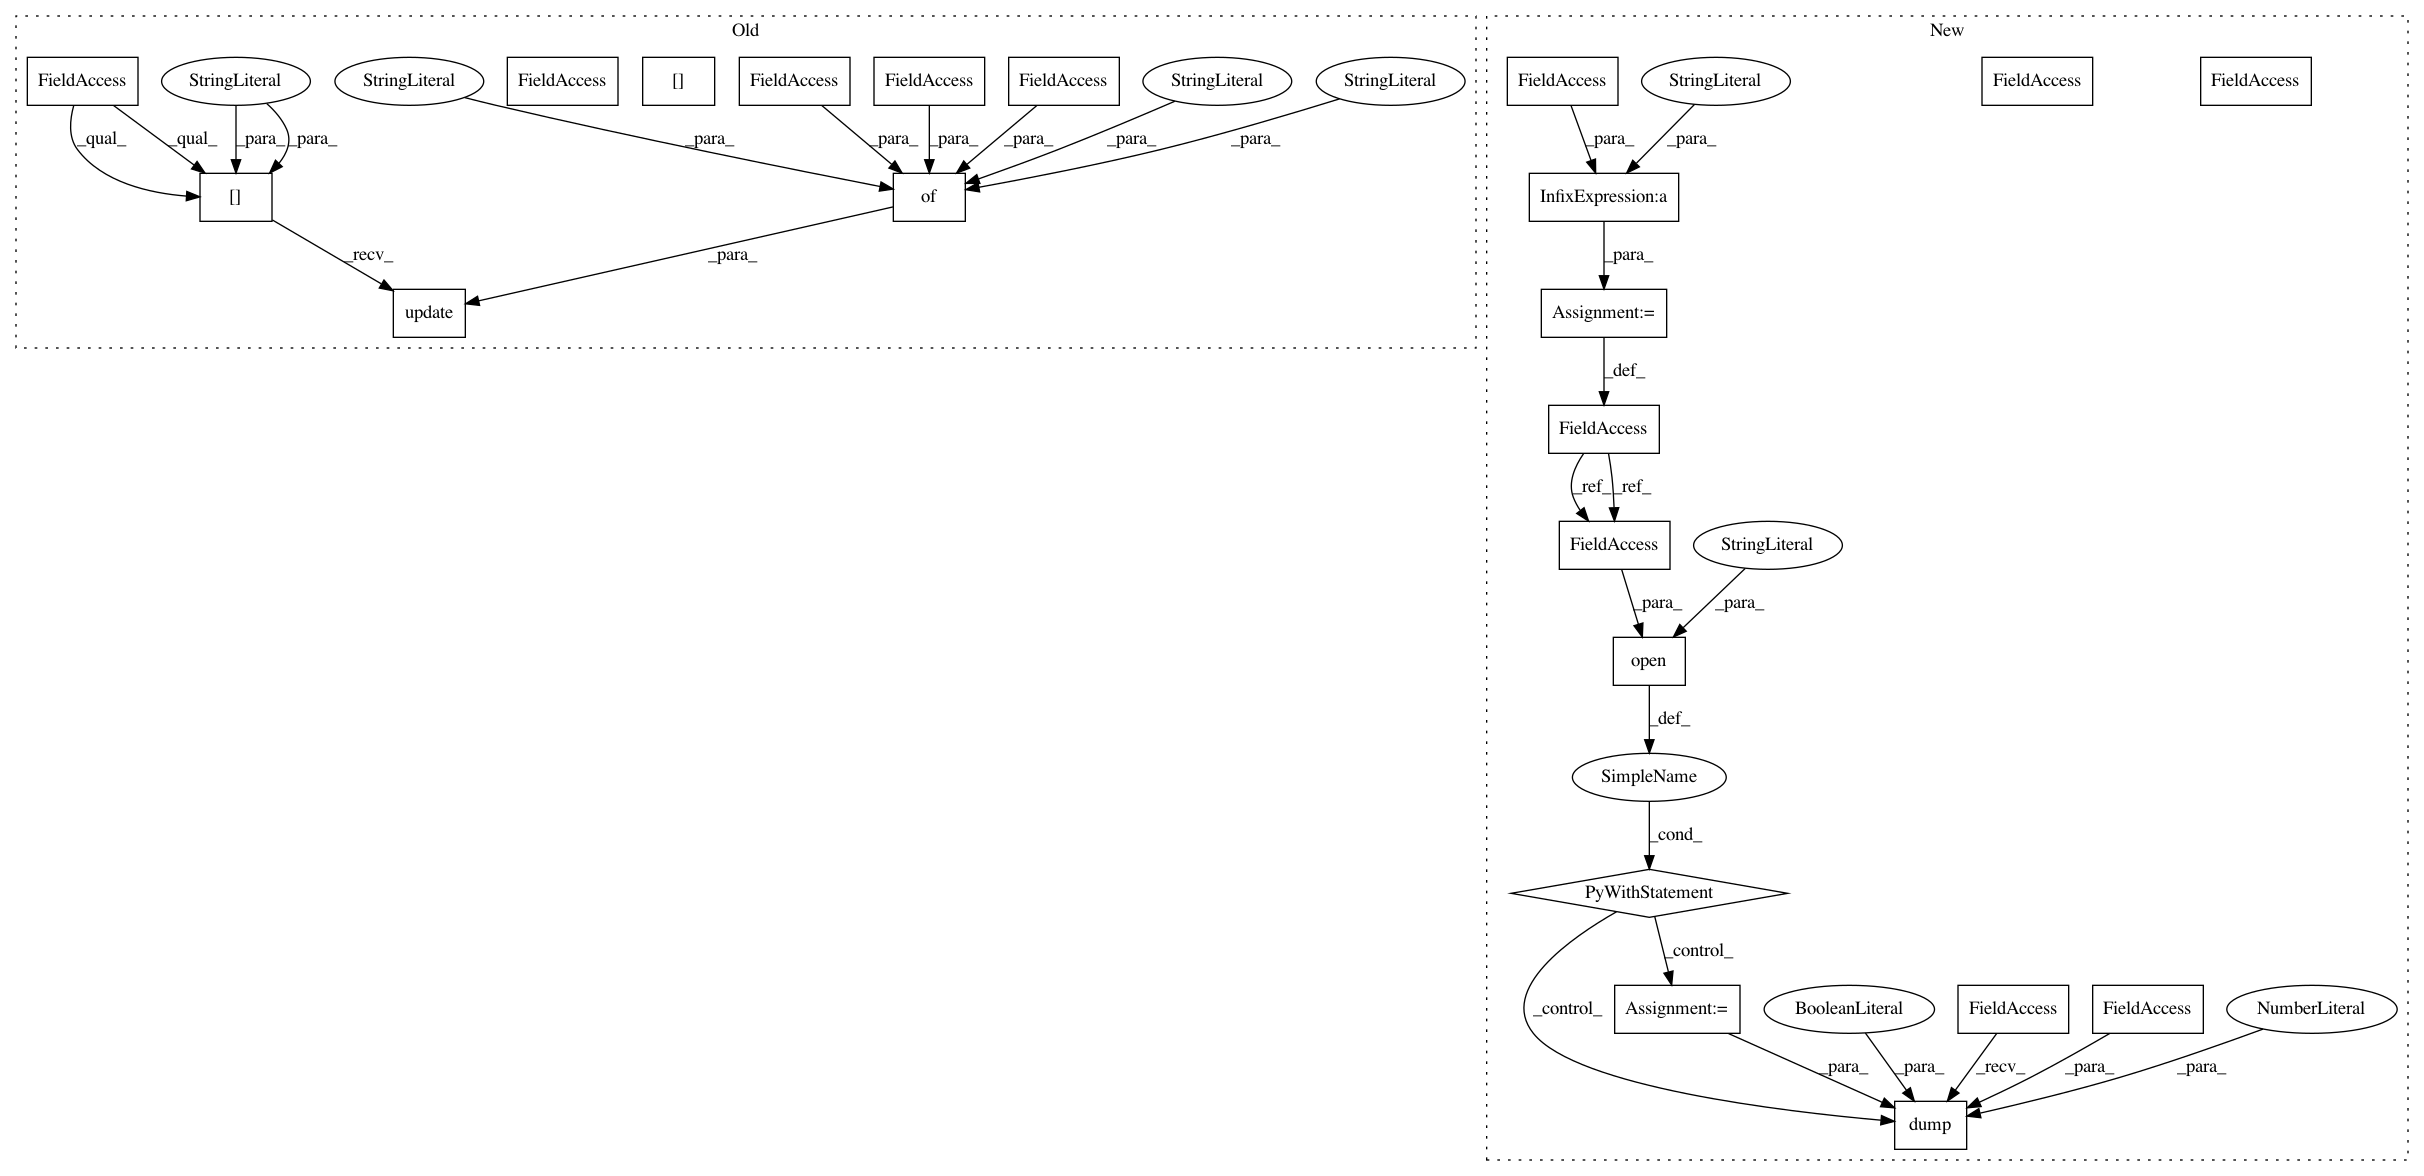 Old
FieldAccess
StringLiteral
StringLiteral
FieldAccess
[]
FieldAccess
FieldAccess
FieldAccess
StringLiteral
StringLiteral
_qual_
_qual_
_para_
_para_
_para_
_para_
_para_
_para_
_para_
_para_
[]
of
_recv_
_para_
update
New
FieldAccess
StringLiteral
FieldAccess
FieldAccess
_para_
_para_
InfixExpression:a
_para_
Assignment:=
_def_
FieldAccess
_ref_
_ref_
FieldAccess
StringLiteral
_para_
_para_
open
_def_
SimpleName
_cond_
PyWithStatement
_control_
_control_
Assignment:=
BooleanLiteral
FieldAccess
FieldAccess
NumberLiteral
_para_
_para_
_recv_
_para_
_para_
dump